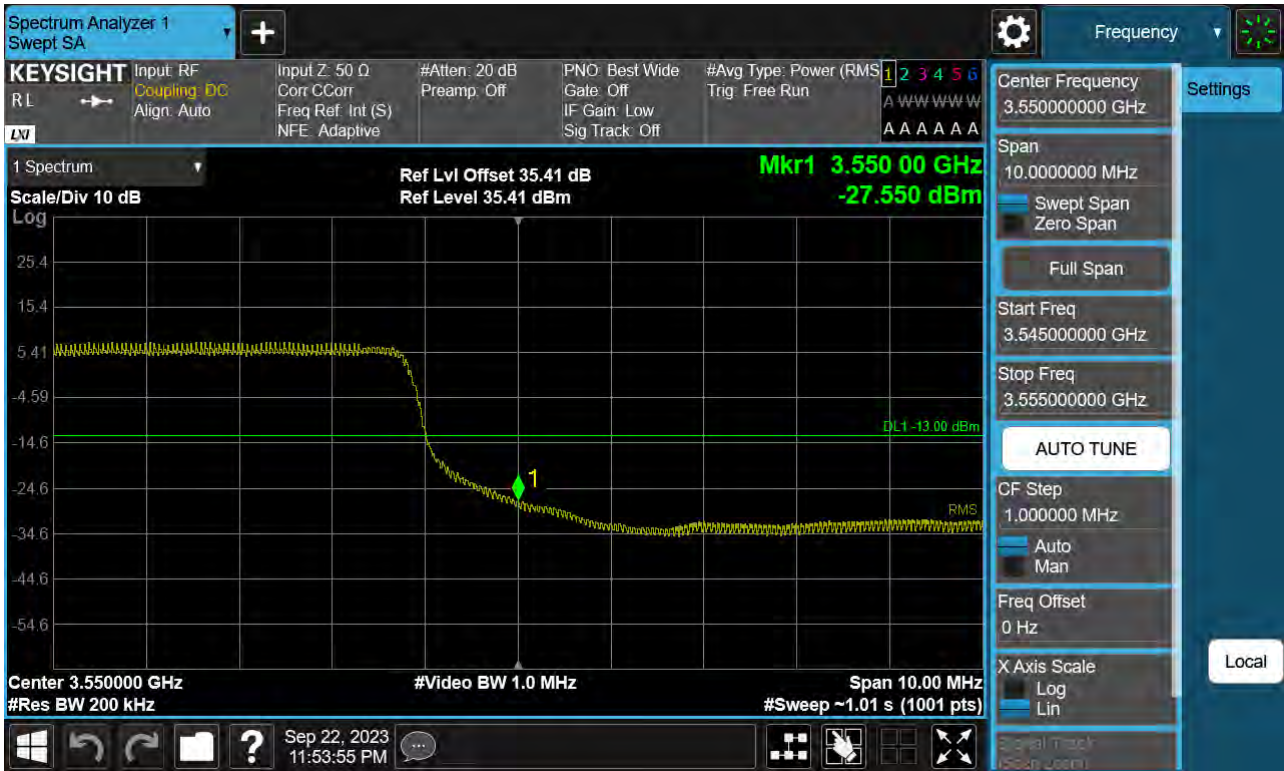 Spectrum Analyzer 1
Swept SA
+
Frequency
KEYSIGHT
RL
LXI
Input: RF
Coupling: DC
Align: Auto
Input Z: 50 Ω
Corr CCorr
Freq Ref: Int (S)
NFE: Adaptive
#Atten: 20 dB
Preamp: Off
PNO: Best Wide
Gate: Off
IF Gain: Low
Sig Track: Off
#Avg Type: Power (RMS
Trig: Free Run
1 2 3 4 5 6
A W W W W W
A A A A A A
1 Spectrum
Scale/Div 10 dB
Log
Ref Lvl Offset 35.41 dB
Ref Level 35.41 dBm
Mkr1 3.550 00 GHz
-27.550 dBm
25.4
15.4
5.41
-4.59
-14.6
-24.6
-34.6
-44.6
-54.6
DL1 -13.00 dBm
1
RMS
Center 3.550000 GHz
#Res BW 200 kHz
#Video BW 1.0 MHz
Span 10.00 MHz
#Sweep ~1.01 s (1001 pts)
Center Frequency
3.550000000 GHz
Settings
Span
10.0000000 MHz
Swept Span
Zero Span
Full Span
Start Freq
3.545000000 GHz
Stop Freq
3.555000000 GHz
AUTO TUNE
CF Step
1.000000 MHz
Auto
Man
Freq Offset
0 Hz
X Axis Scale
Log
Lin
Local
Signal Track
(Span Zoom)
?
Sep 22, 2023
11:53:55 PM